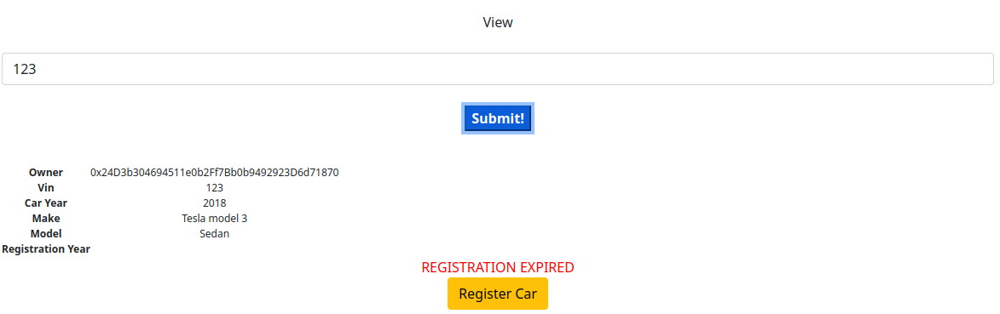 View
123
Submit!
Owner 0x24D3b304694511e0b2Ff7Bb0b9492923D6d71870
Vin 123
Car Year 2018
Make Tesla model 3
Model Sedan
Registration Year
REGISTRATION EXPIRED
Register Car